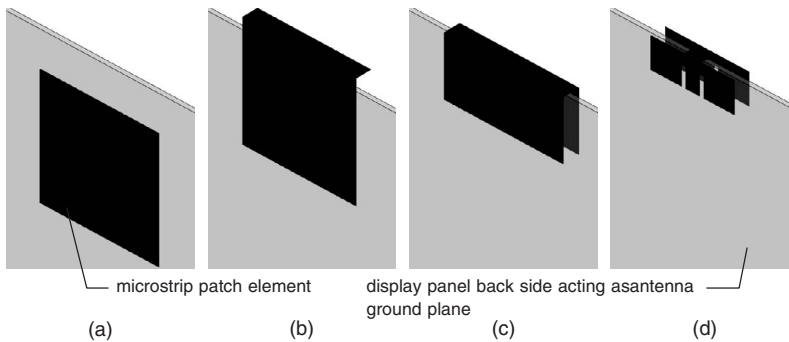 microstrip patch element
display panel back side acting asantenna
ground plane
(a)
(b)
(c)
(d)